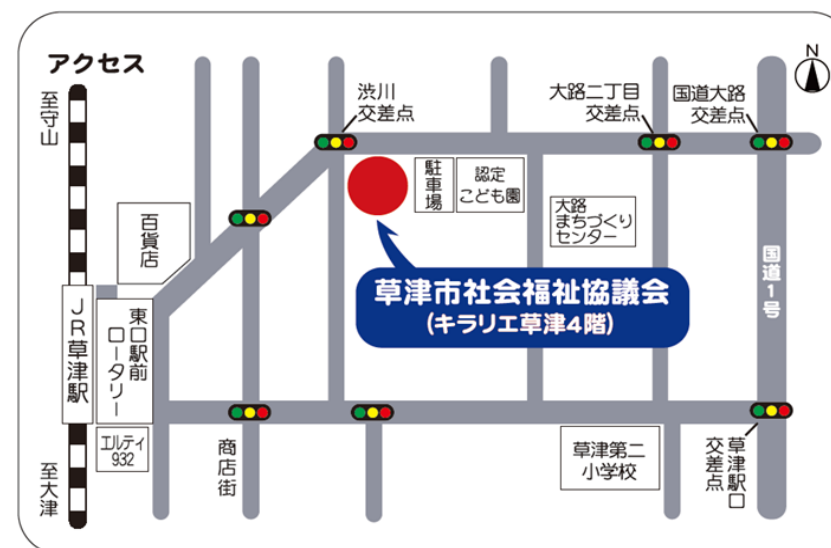 アクセス
N
至守山
渋川
交差点
大路二丁目
交差点
国道大路
交差点
駐車場
認定
こども園
大路
まちづくり
センター
百貨店
草津市社会福祉協議会
(キラリエ草津4階)
国道1号
JR草津駅
東口駅前
ロータリー
エルティ
932
商店街
草津第二
小学校
草津駅口
交差点
至大津